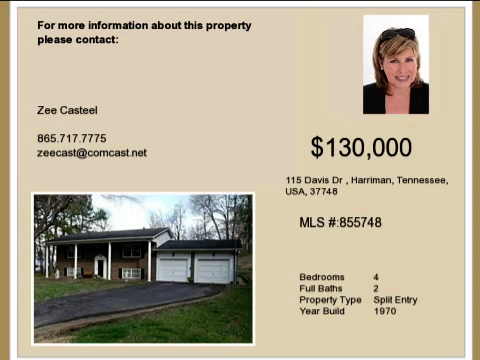 For more information about this property
please contact:
Zee Casteel
865.717.7775
zeecast@comcast.net
$130,000
115 Davis Dr , Harriman, Tennessee,
USA, 37748
MLS #:855748
Bedrooms 4
Full Baths 2
Property Type Split Entry
Year Build 1970